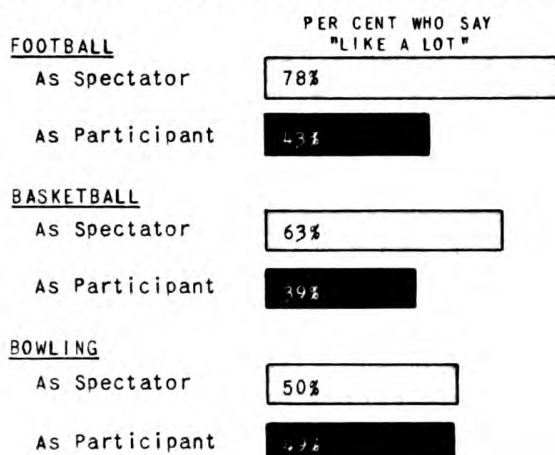 PER CENT WHO SAY
"LIKE A LOT"
FOOTBALL
As Spectator 78%
As Participant 43%
BASKETBALL
As Spectator 63%
As Participant 39%
BOWLING
As Spectator 50%
As Participant 49%